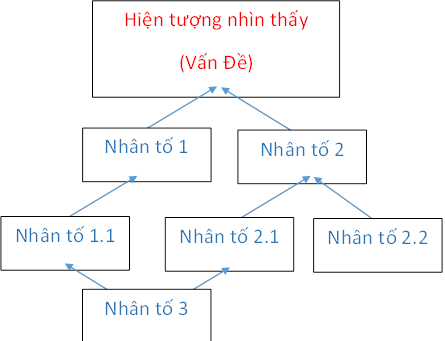 Hiện tượng nhìn thấy
(Vấn Đề)
Nhân tố 1
Nhân tố 2
Nhân tố 1.1
Nhân tố 2.1
Nhân tố 2.2
Nhân tố 3